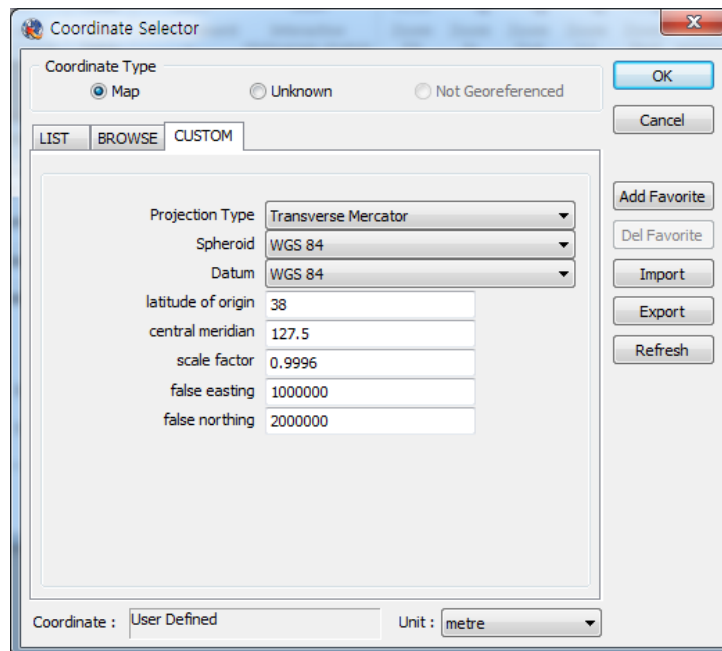 Coordinate Selector
Coordinate Type
Map Unknown Not Georeferenced
OK
Cancel
LIST BROWSE CUSTOM
Projection Type Transverse Mercator
Spheroid WGS 84
Datum WGS 84
latitude of origin 38
central meridian 127.5
scale factor 0.9996
false easting 1000000
false northing 2000000
Add Favorite
Del Favorite
Import
Export
Refresh
Coordinate : User Defined Unit : metre